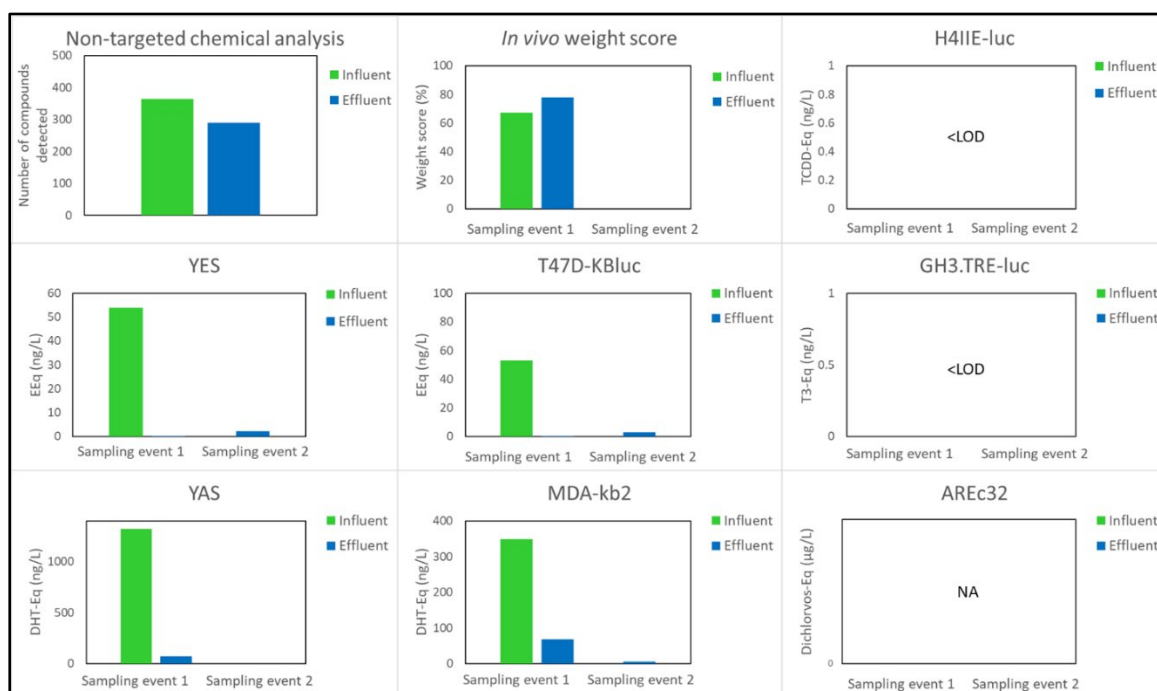 Non-targeted chemical analysis
Number of compounds
detected
500
400
300
200
100
0
Influent
Effluent
In vivo weight score
Weight score (%)
100
80
60
40
20
0
Sampling event 1
Sampling event 2
Influent
Effluent
H4IIE-luc
TCDD-Eq (ng/L)
1
0.8
0.6
0.4
0.2
0
<LOD
Sampling event 1
Sampling event 2
Influent
Effluent
YES
EEq (ng/L)
60
50
40
30
20
10
0
Sampling event 1
Sampling event 2
Influent
Effluent
T47D-KBluc
EEq (ng/L)
100
80
60
40
20
0
Sampling event 1
Sampling event 2
Influent
Effluent
GH3.TRE-luc
T3-Eq (ng/L)
1
0.5
0
<LOD
Sampling event 1
Sampling event 2
Influent
Effluent
YAS
DHT-Eq (ng/L)
1000
500
0
Sampling event 1
Sampling event 2
Influent
Effluent
MDA-kb2
DHT-Eq (ng/L)
400
300
200
100
0
Sampling event 1
Sampling event 2
Influent
Effluent
AREc32
Dichlorvos-Eq (µg/L)
0
NA
Sampling event 1
Sampling event 2
Influent
Effluent